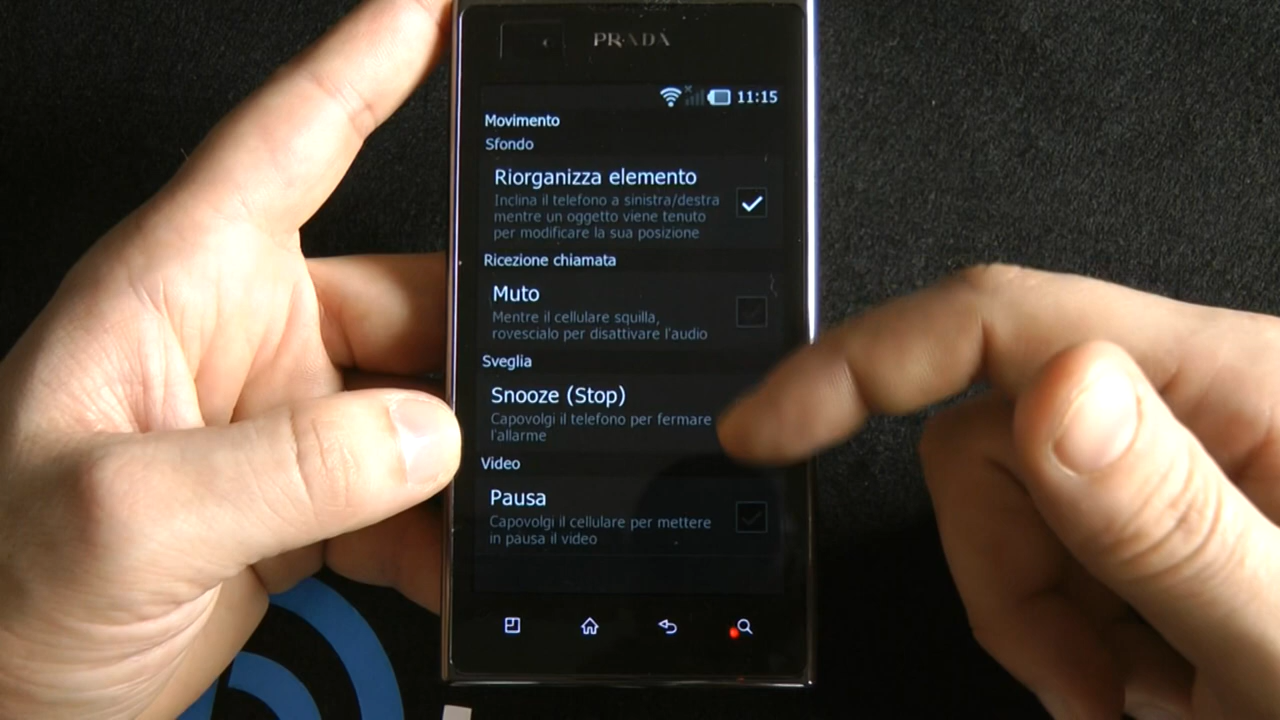 PRADA
11:15
Movimento
Sfondo
Riorganizza elemento
Inclina il telefono a sinistra/destra
mentre un oggetto viene tenuto
per modificare la sua posizione
Ricezione chiamata
Muto
Mentre il cellulare squilla,
rovescialo per disattivare l'audio
Sveglia
Snooze (Stop)
Capovolgi il telefono per fermare
l'allarme
Video
Pausa
Capovolgi il cellulare per mettere
in pausa il video